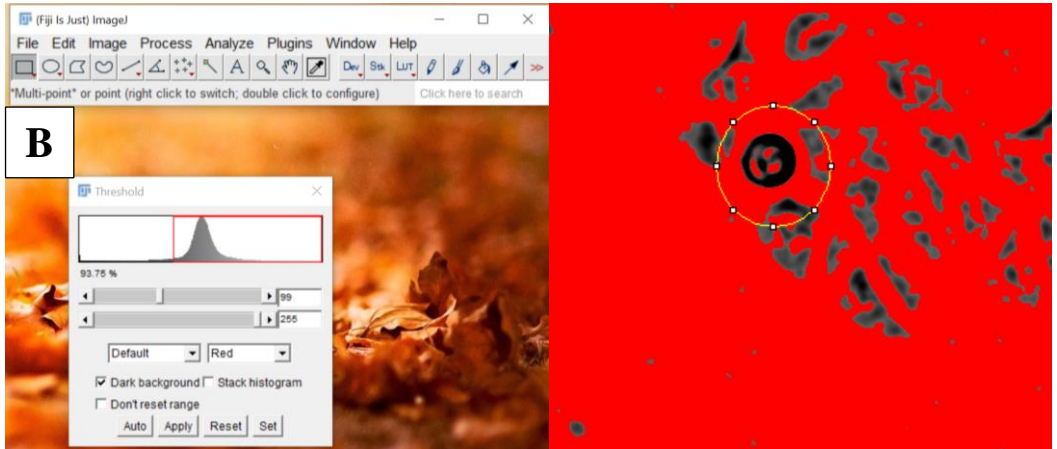 (Fiji Is Just) ImageJ
File Edit Image Process Analyze Plugins Window Help
A Dev Stk LUT >>
*Multi-point* or point (right click to switch; double click to configure) Click here to search
B
Threshold
93.75 %
99
255
Default Red
Dark background Stack histogram
Don't reset range
Auto Apply Reset Set